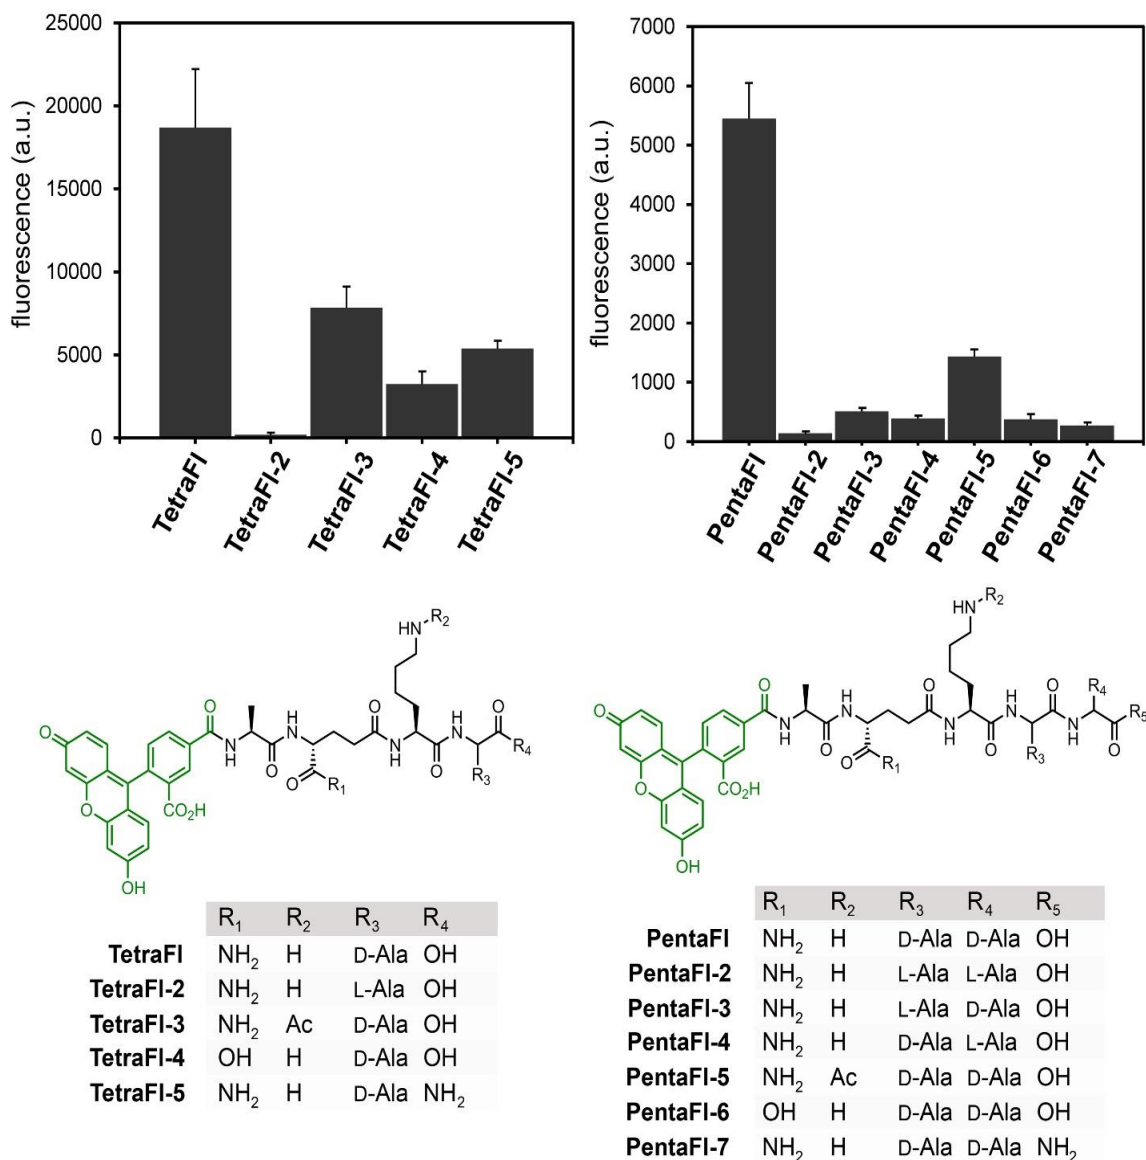 fluorescence (a.u.)
25000
20000
15000
10000
5000
0
TetraFl
TetraFl-2
TetraFl-3
TetraFl-4
TetraFl-5
fluorescence (a.u.)
7000
6000
5000
4000
3000
2000
1000
0
PentaFl
PentaFl-2
PentaFl-3
PentaFl-4
PentaFl-5
PentaFl-6
PentaFl-7
HN-R₂
O
O
N
H
H
N
O
O
N
H
O
H
N
O
R₄
O
R₁
R₃
O
CO₂H
OH
HN-R₂
O
O
N
H
H
N
O
O
N
H
O
H
N
O
N
H
R₄
R₅
O
O
R₁
R₃
O
CO₂H
OH
R₁ R₂ R₃ R₄
TetraFl NH₂ H D-Ala OH
TetraFl-2 NH₂ H L-Ala OH
TetraFl-3 NH₂ Ac D-Ala OH
TetraFl-4 OH H D-Ala OH
TetraFl-5 NH₂ H D-Ala NH₂
R₁ R₂ R₃ R₄ R₅
PentaFl NH₂ H D-Ala D-Ala OH
PentaFl-2 NH₂ H L-Ala L-Ala OH
PentaFl-3 NH₂ H L-Ala D-Ala OH
PentaFl-4 NH₂ H D-Ala L-Ala OH
PentaFl-5 NH₂ Ac D-Ala D-Ala OH
PentaFl-6 OH H D-Ala D-Ala OH
PentaFl-7 NH₂ H D-Ala D-Ala NH₂